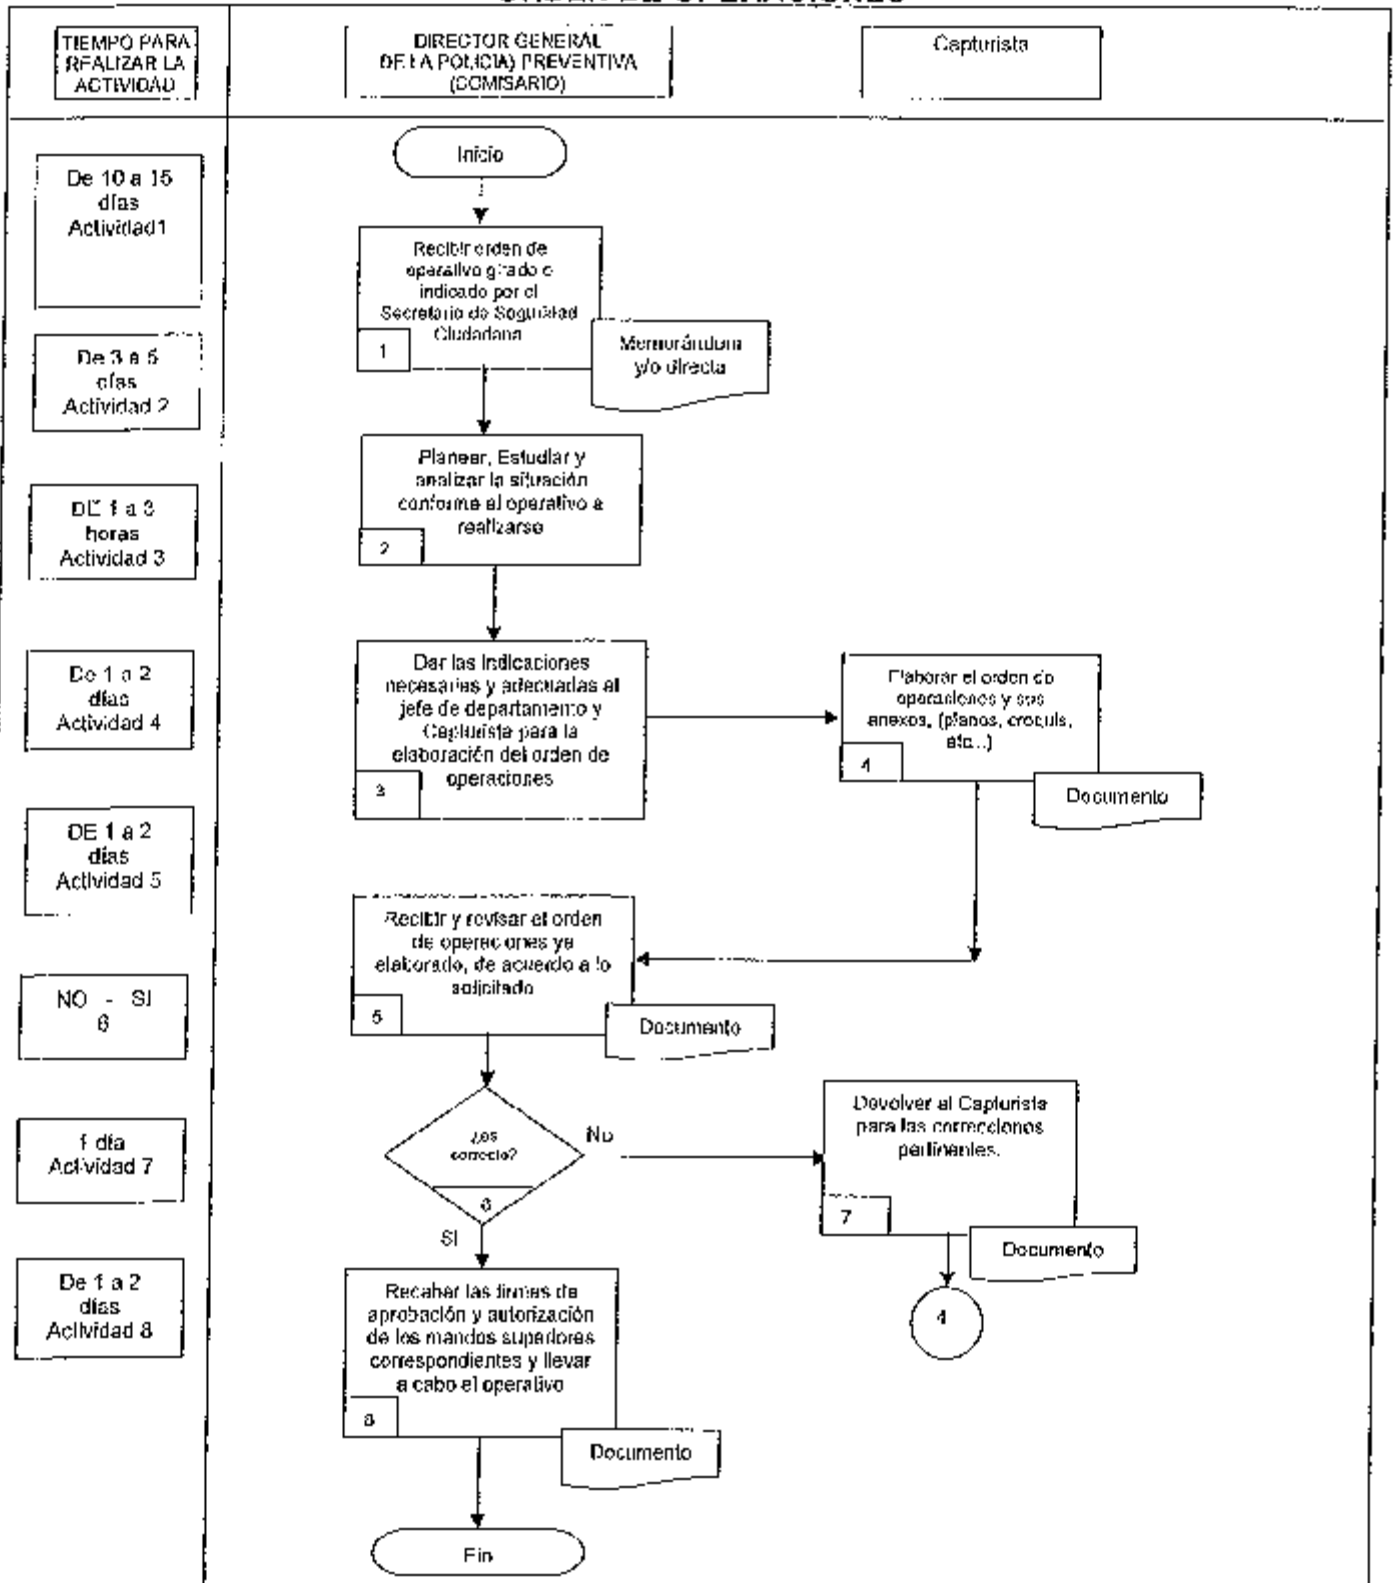 ORDEN DE OPERACIONES
TIEMPO PARA
REALIZAR LA
ACTIVIDAD
DIRECTOR GENERAL
DE LA POLICIA) PREVENTIVA
(COMISARIO)
Capturista
Inicio
De 10 a 15
días
Actividad1
Recibir orden de
operativo girado o
indicado por el
Secretario de Seguridad
Ciudadana
1
Memorándum
y/o directa
De 3 a 5
días
Actividad 2
Planear, Estudiar y
analizar la situación
conforme el operativo a
realizarse
2
DE 1 a 3
horas
Actividad 3
Dar las Indicaciones
necesarias y adecuadas al
jefe de departamento y
Capturista para la
elaboración del orden de
operaciones
3
De 1 a 2
días
Actividad 4
Elaborar el orden de
operaciones y sus
anexos, (planos, croquis,
etc...)
4
Documento
DE 1 a 2
días
Actividad 5
Recibir y revisar el orden
de operaciones ya
elaborado, de acuerdo a lo
solicitado
5
Documento
NO - SI
6
¿es
correcto?
6
No
SI
1 día
Actividad 7
Devolver al Capturista
para las correcciones
pertinentes.
7
Documento
4
De 1 a 2
días
Actividad 8
Recabar las firmas de
aprobación y autorización
de los mandos superiores
correspondientes y llevar
a cabo el operativo
8
Documento
Fin